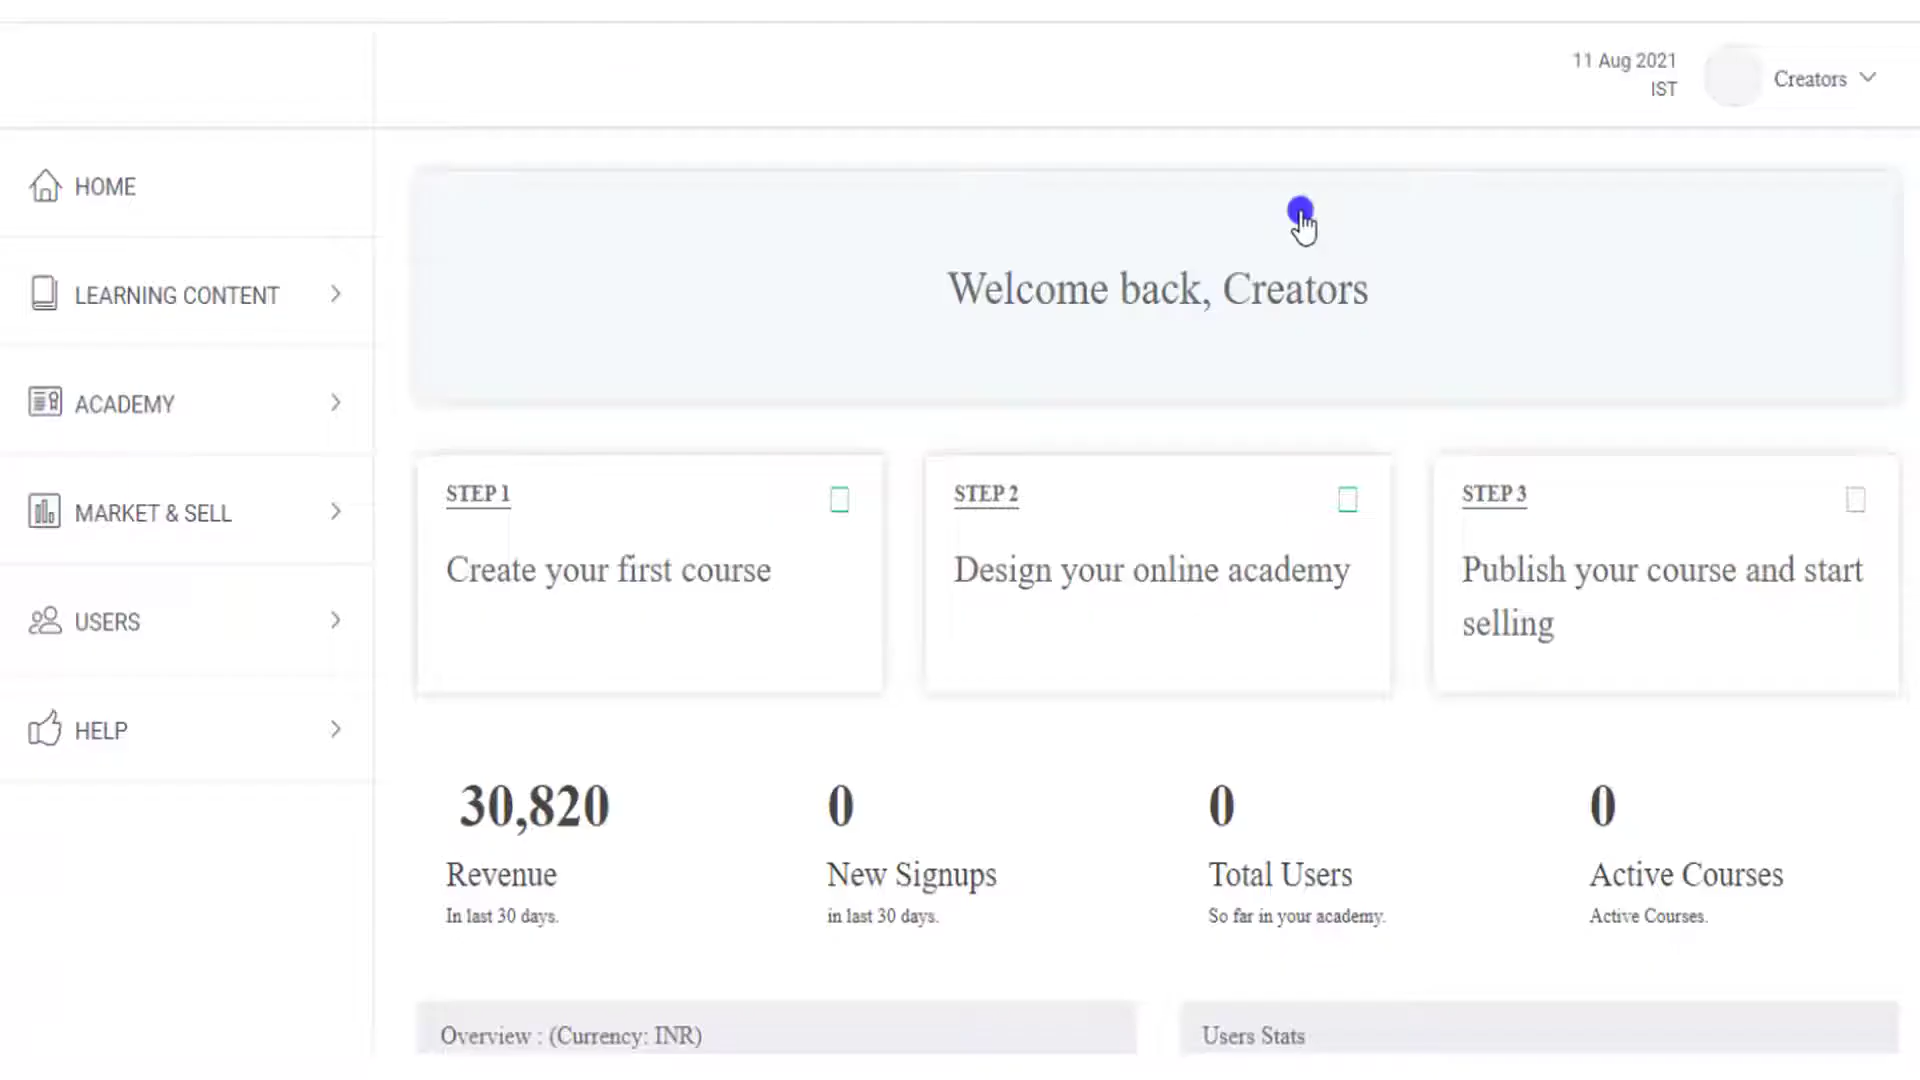 11 Aug 2021
IST
Creators
HOME
LEARNING CONTENT
ACADEMY
MARKET & SELL
USERS
HELP
Welcome back, Creators
STEP 1
Create your first course
STEP 2
Design your online academy
STEP 3
Publish your course and start
selling
30,820
Revenue
In last 30 days.
0
New Signups
in last 30 days.
0
Total Users
So far in your academy.
0
Active Courses
Active Courses.
Overview : (Currency: INR)
Users Stats